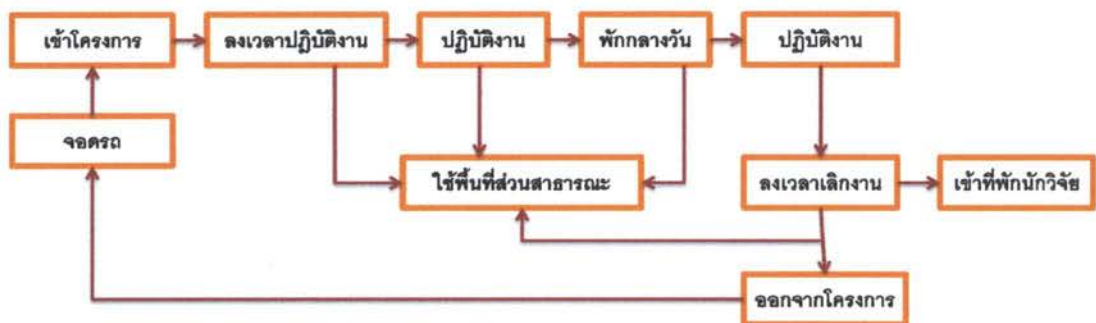 เข้าโครงการ
ลงเวลาปฏิบัติงาน
ปฏิบัติงาน
พักกลางวัน
ปฏิบัติงาน
จอดรถ
ใช้พื้นที่ส่วนสาธารณะ
ลงเวลาเลิกงาน
เข้าที่พักนักวิจัย
ออกจากโครงการ